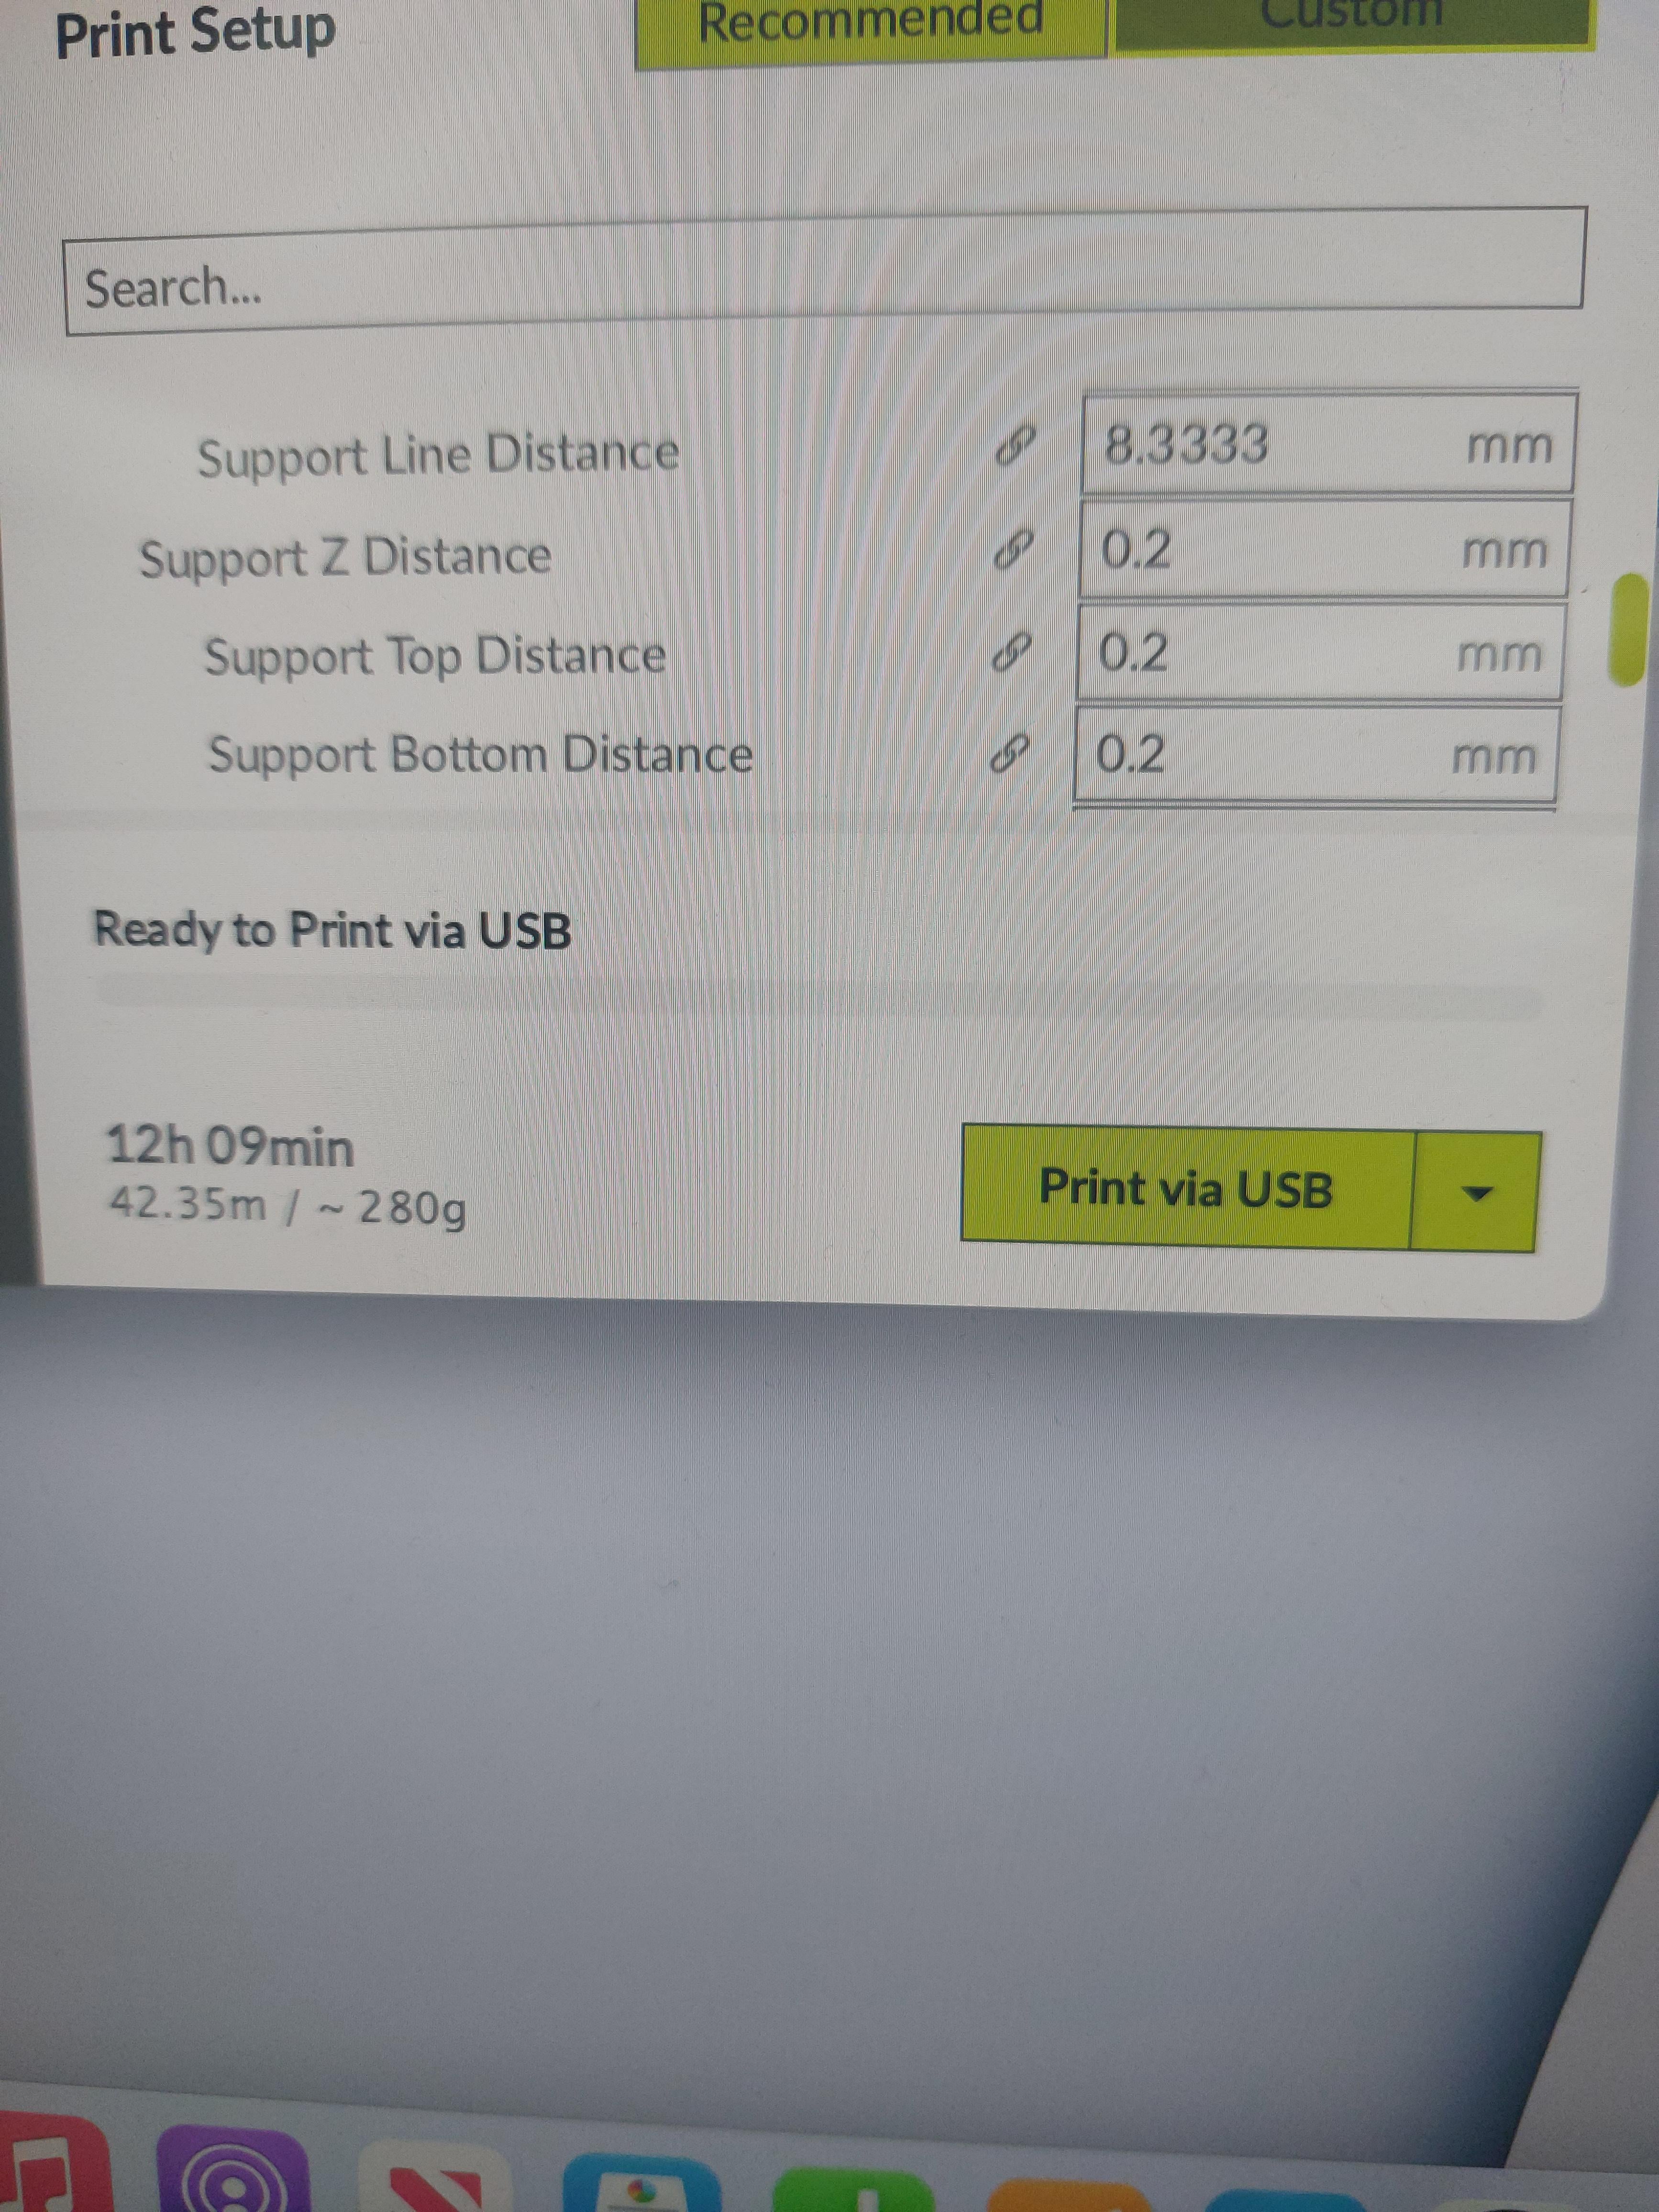 Print Setup
Recommended
Custom
Search...
Support Line Distance 8.3333 mm
Support Z Distance 0.2 mm
Support Top Distance 0.2 mm
Support Bottom Distance 0.2 mm
Ready to Print via USB
12h 09min
42.35m / ~ 280g
Print via USB